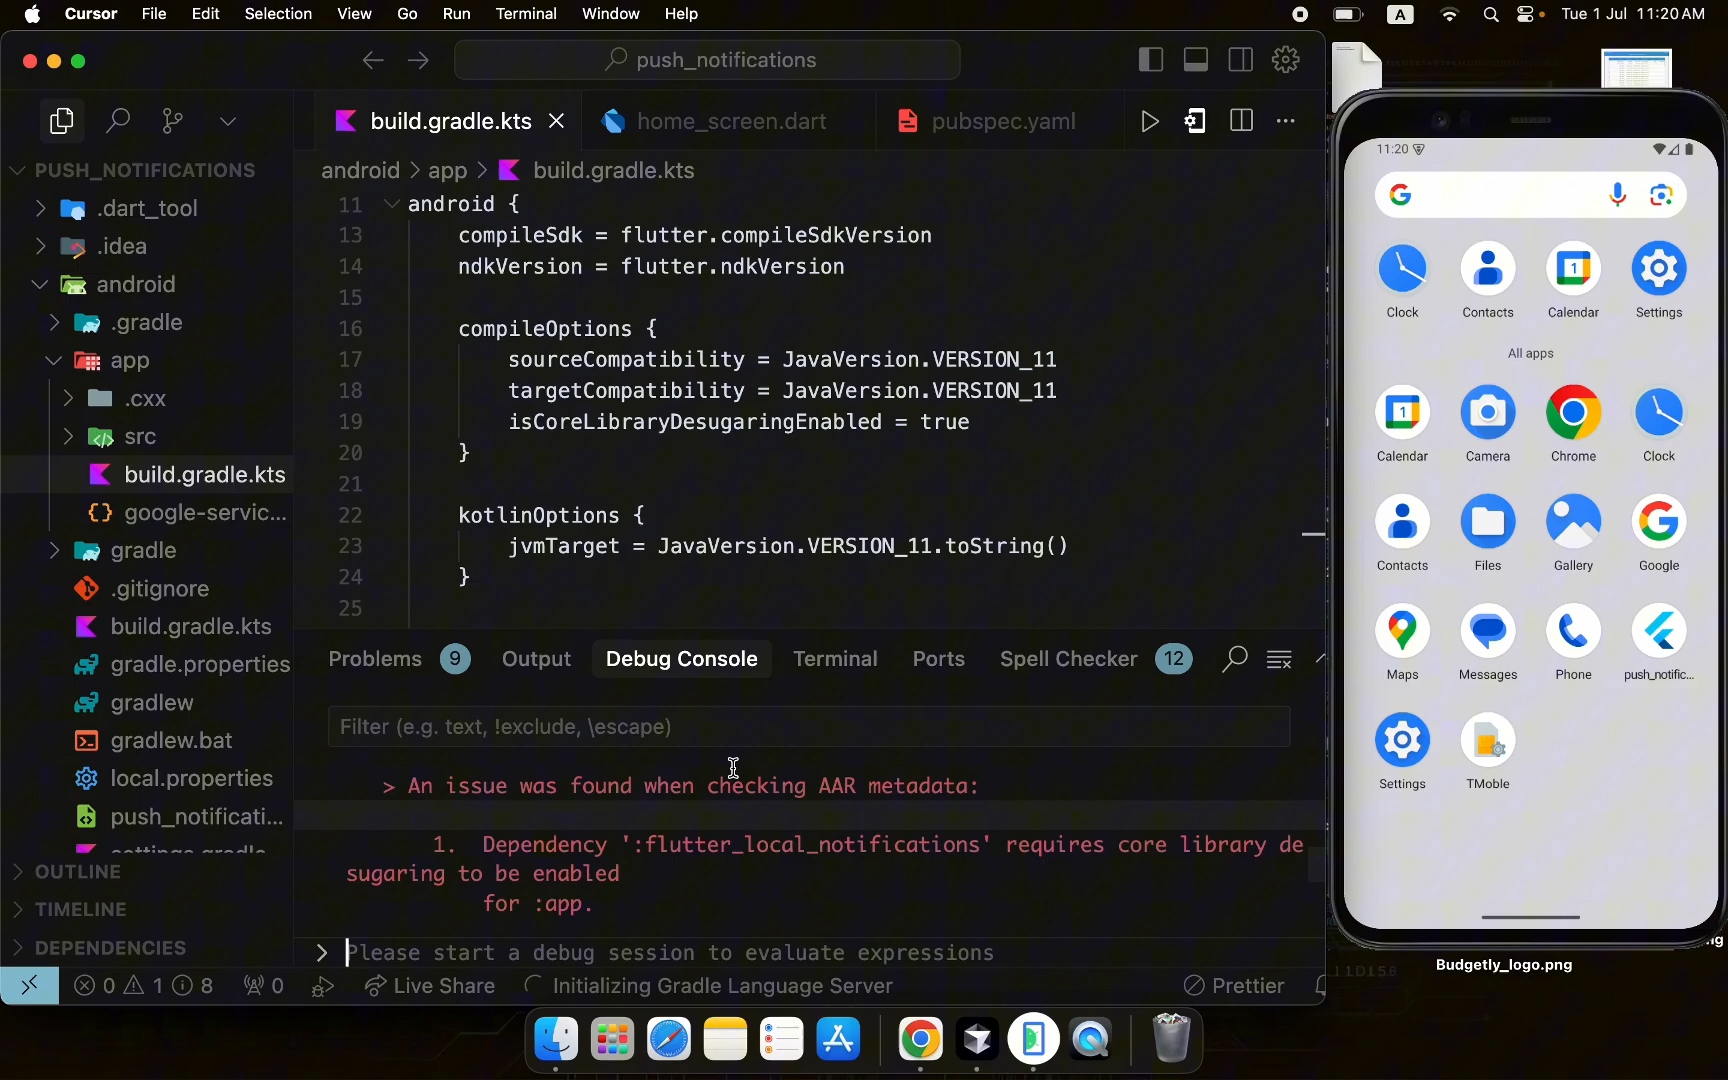 Cursor File Edit Selection View Go Run Terminal Window Help
A Tue 1 Jul 11:20 AM
push_notifications
build.gradle.kts home_screen.dart pubspec.yaml
PUSH_NOTIFICATIONS
.dart_tool
.idea
android
.gradle
app
.cxx
src
build.gradle.kts
google-servic...
gradle
.gitignore
build.gradle.kts
gradle.properties
gradlew
gradlew.bat
local.properties
push_notificati...
OUTLINE
TIMELINE
DEPENDENCIES
android > app > build.gradle.kts
11 android {
13 compileSdk = flutter.compileSdkVersion
14 ndkVersion = flutter.ndkVersion
15
16 compileOptions {
17 sourceCompatibility = JavaVersion.VERSION_11
18 targetCompatibility = JavaVersion.VERSION_11
19 isCoreLibraryDesugaringEnabled = true
20 }
21
22 kotlinOptions {
23 jvmTarget = JavaVersion.VERSION_11.toString()
24 }
25
Problems 9 Output Debug Console Terminal Ports Spell Checker 12
Filter (e.g. text, !exclude, \escape)
> An issue was found when checking AAR metadata:
1. Dependency ':flutter_local_notifications' requires core library de
sugaring to be enabled
for :app.
Please start a debug session to evaluate expressions
0 1 8 0 Live Share Initializing Gradle Language Server Prettier
11:20
Clock Contacts Calendar Settings
All apps
Calendar Camera Chrome Clock
Contacts Files Gallery Google
Maps Messages Phone push_notific...
Settings TMoble
Budgetly_logo.png